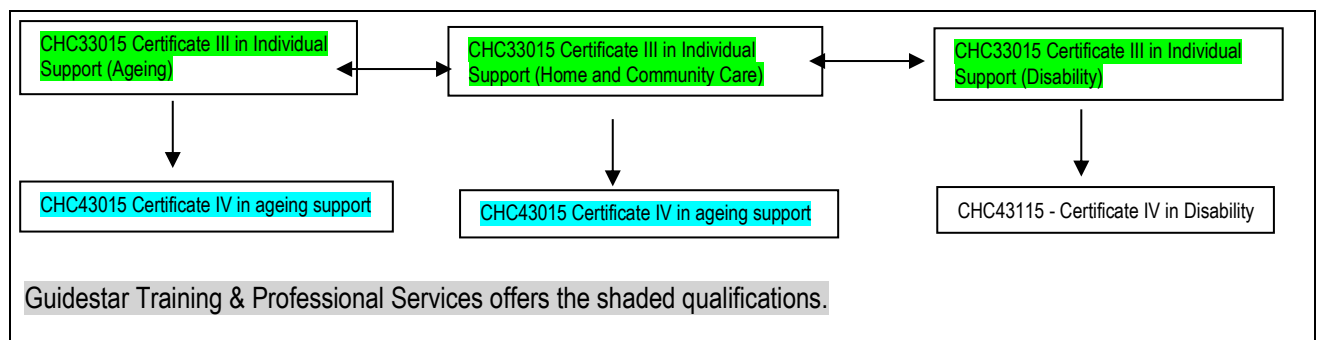 CHC33015 Certificate III in Individual
Support (Ageing)
CHC33015 Certificate III in Individual
Support (Home and Community Care)
CHC33015 Certificate III in Individual
Support (Disability)
CHC43015 Certificate IV in ageing support
CHC43015 Certificate IV in ageing support
CHC43115 - Certificate IV in Disability
Guidestar Training & Professional Services offers the shaded qualifications.